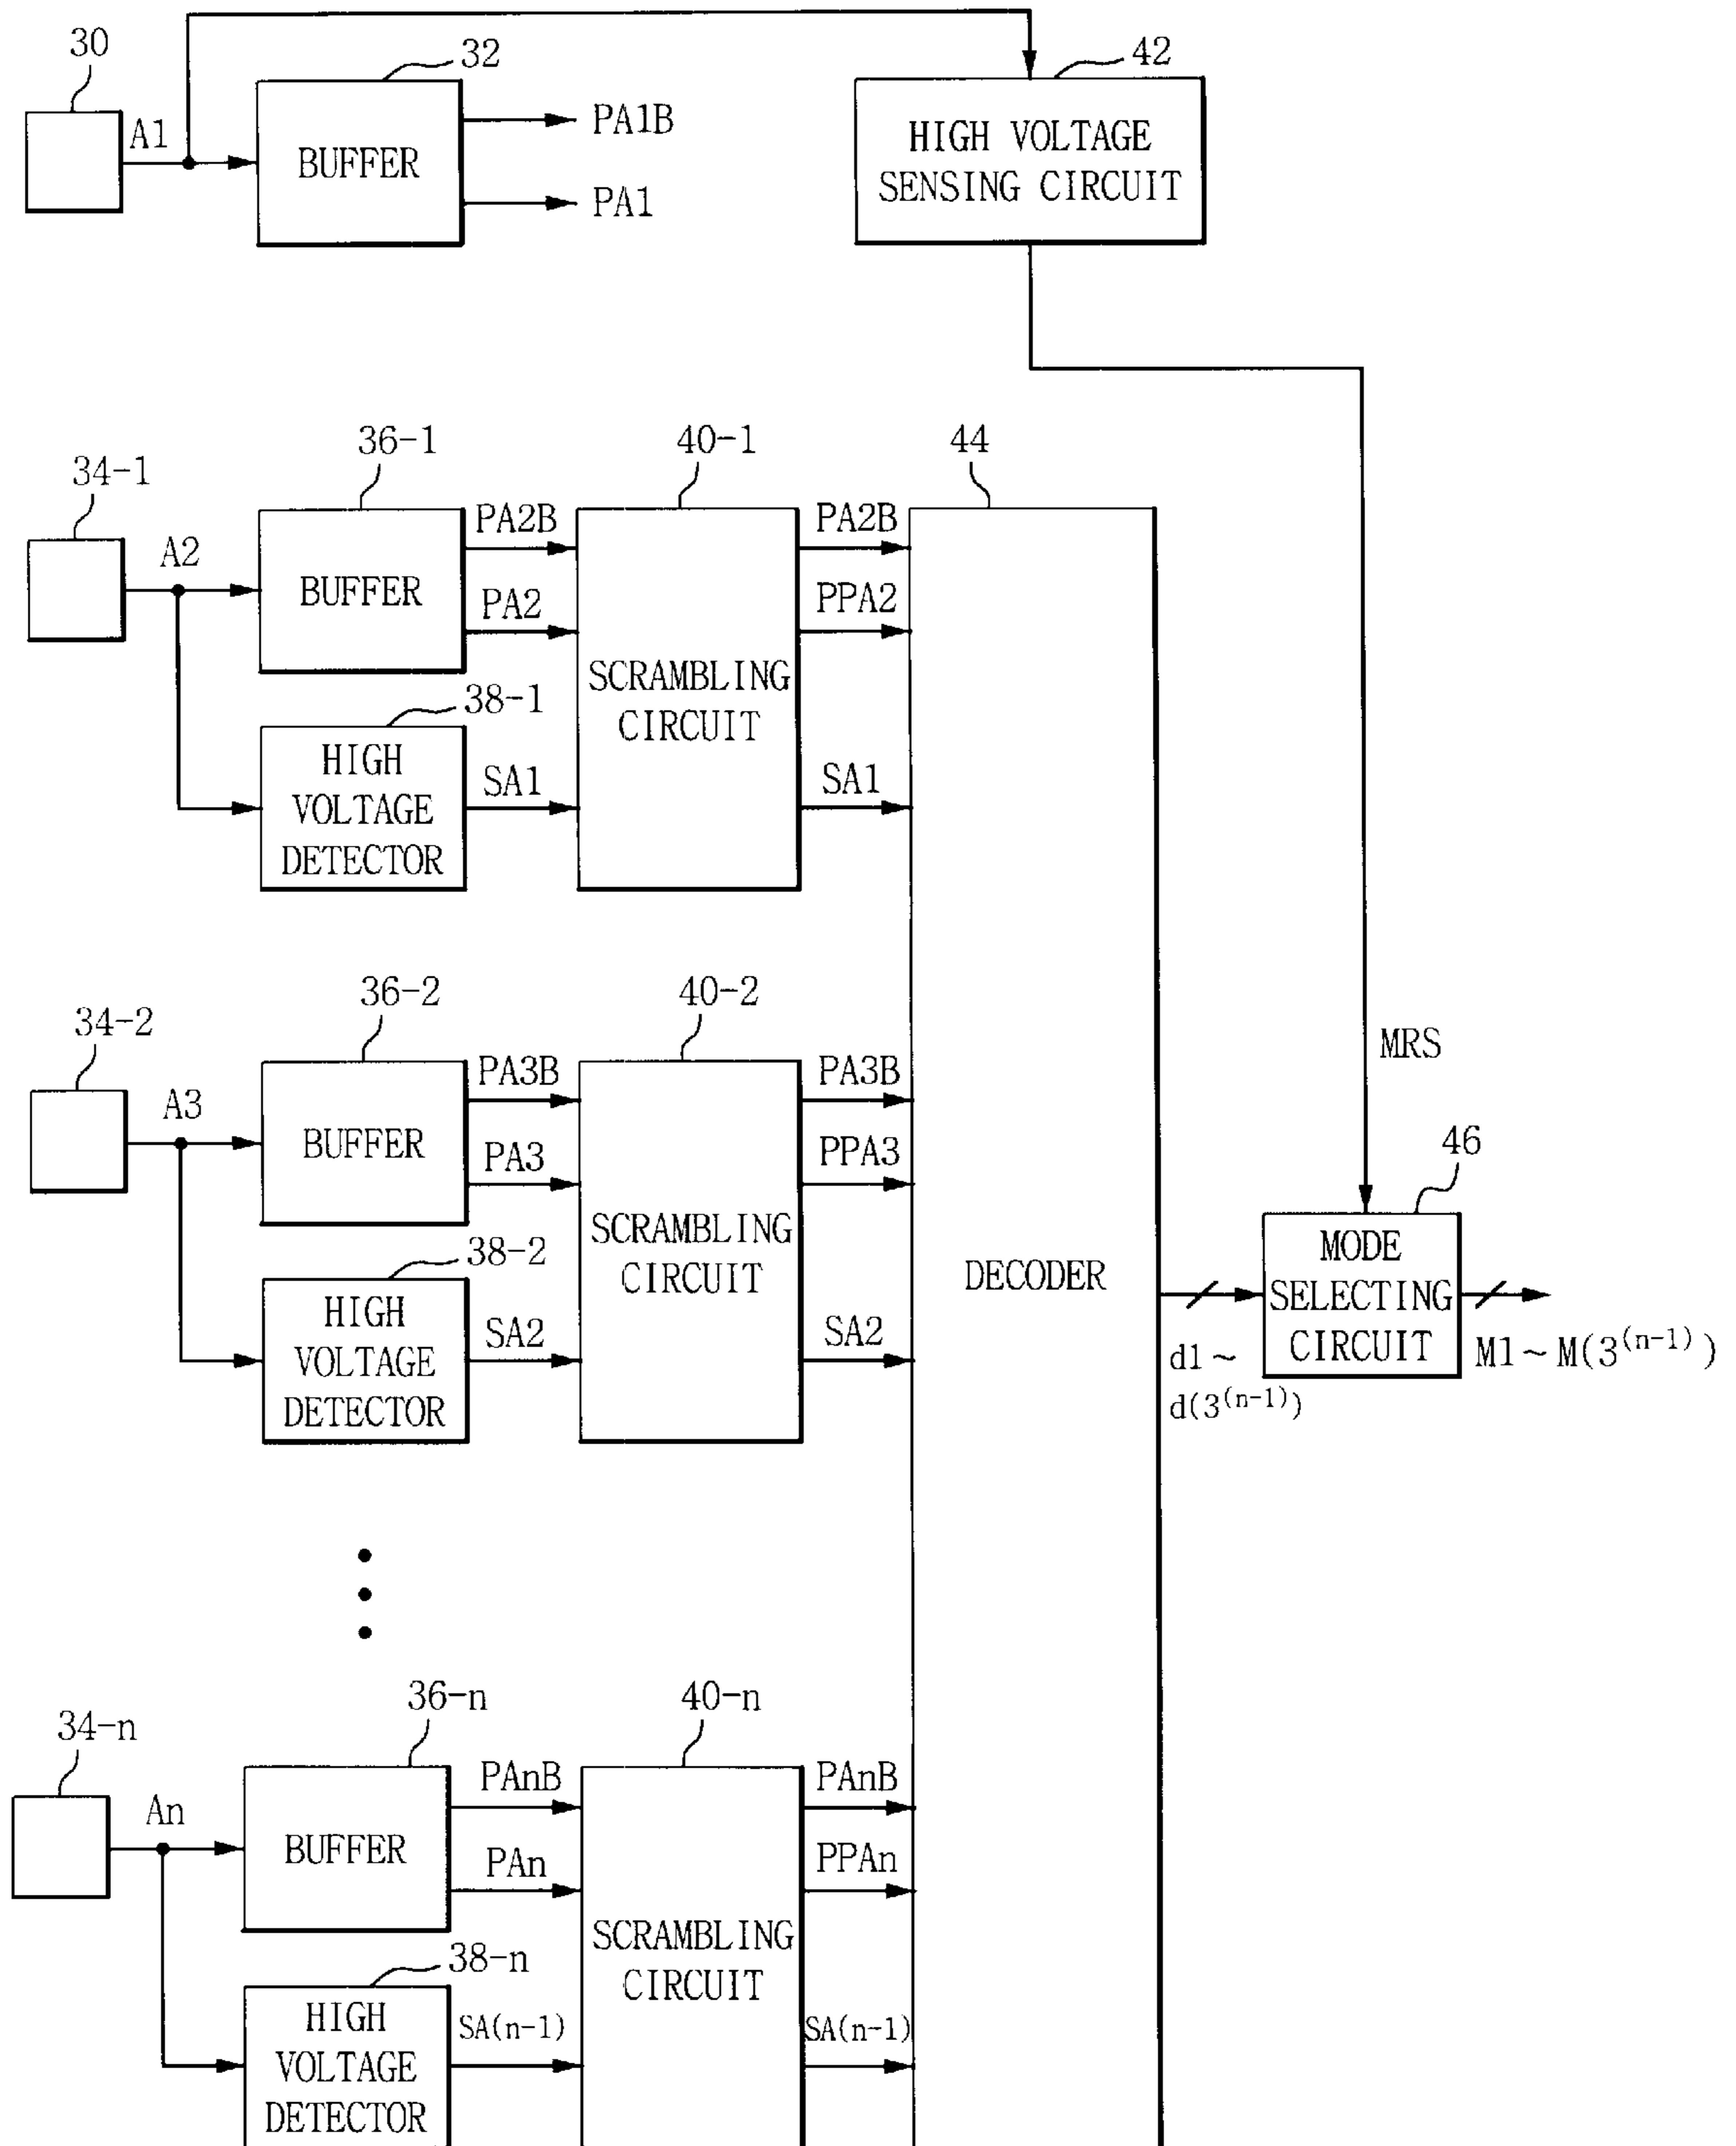 30
32
42
A1
BUFFER
PA1B
PA1
HIGH VOLTAGE
SENSING CIRCUIT
34-1
36-1
40-1
44
A2
BUFFER
PA2B
PA2
38-1
HIGH
VOLTAGE
DETECTOR
SA1
SCRAMBLING
CIRCUIT
PA2B
PPA2
SA1
34-2
36-2
40-2
A3
BUFFER
PA3B
PA3
38-2
HIGH
VOLTAGE
DETECTOR
SA2
SCRAMBLING
CIRCUIT
PA3B
PPA3
SA2
DECODER
MRS
46
MODE
SELECTING
CIRCUIT
d1~
d(3^(n-1))
M1~M(3^(n-1))
34-n
36-n
40-n
An
BUFFER
PAnB
PAn
38-n
HIGH
VOLTAGE
DETECTOR
SA(n-1)
SCRAMBLING
CIRCUIT
PAnB
PPAn
SA(n-1)